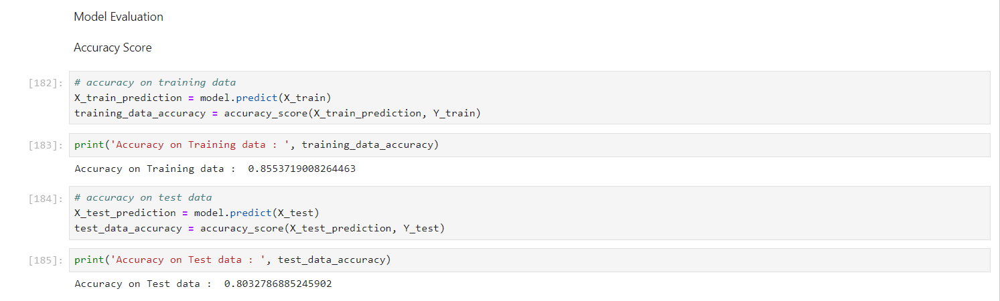 Model Evaluation
Accuracy Score
[182]: # accuracy on training data
X_train_prediction = model.predict(X_train)
training_data_accuracy = accuracy_score(X_train_prediction, Y_train)
[183]: print('Accuracy on Training data : ', training_data_accuracy)
Accuracy on Training data :  0.8553719008264463
[184]: # accuracy on test data
X_test_prediction = model.predict(X_test)
test_data_accuracy = accuracy_score(X_test_prediction, Y_test)
[185]: print('Accuracy on Test data : ', test_data_accuracy)
Accuracy on Test data :  0.8032786885245902